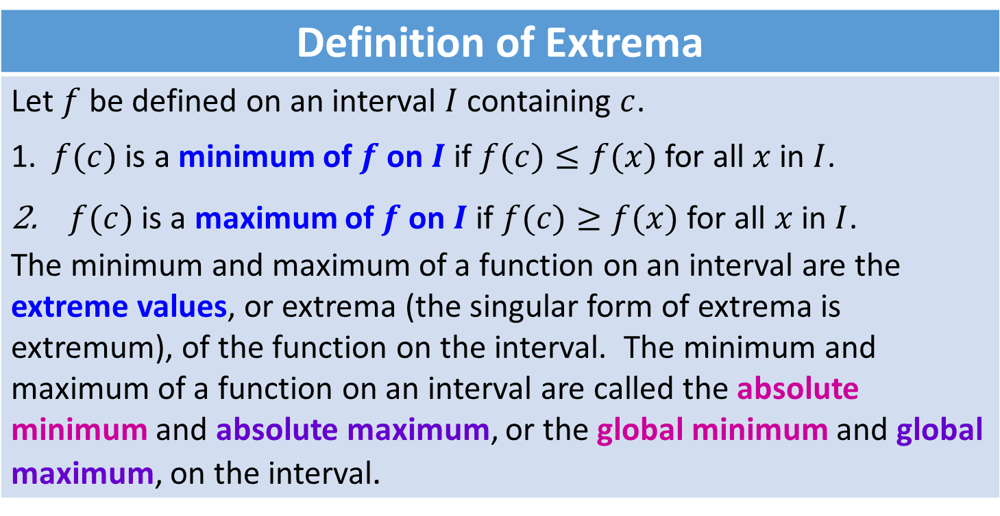 Definition of Extrema
Let f be defined on an interval I containing c.
1. f(c) is a minimum of f on I if f(c) ≤ f(x) for all x in I.
2. f(c) is a maximum of f on I if f(c) ≥ f(x) for all x in I.
The minimum and maximum of a function on an interval are the
extreme values, or extrema (the singular form of extrema is
extremum), of the function on the interval. The minimum and
maximum of a function on an interval are called the absolute
minimum and absolute maximum, or the global minimum and global
maximum, on the interval.